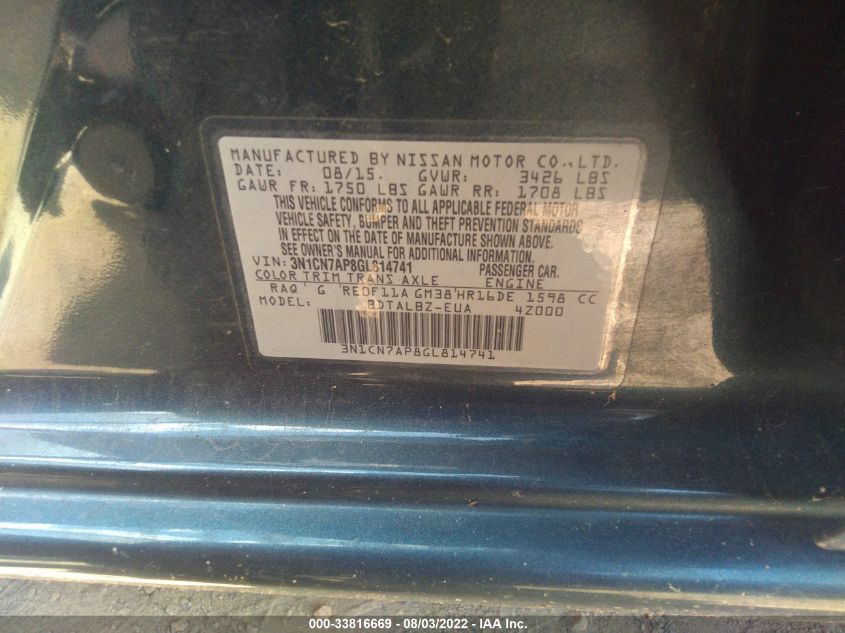 MANUFACTURED BY NISSAN MOTOR CO.,LTD.
DATE: 08/15. GVWR: 3426 LBS
GAWR FR: 1750 LBS GAWR RR: 1708 LBS
THIS VEHICLE CONFORMS TO ALL APPLICABLE FEDERAL MOTOR
VEHICLE SAFETY, BUMPER AND THEFT PREVENTION STANDARDS
IN EFFECT ON THE DATE OF MANUFACTURE SHOWN ABOVE.
SEE OWNER'S MANUAL FOR ADDITIONAL INFORMATION.
VIN: 3N1CN7AP8GL814741 PASSENGER CAR.
COLOR TRIM TRANS AXLE ENGINE
RAQ' G 'RE0F11A GM38'HR16DE 1598 CC
MODEL: BDTALBZ-EUA 4Z000
3N1CN7AP8GL814741
000-33816669 - 08/03/2022 - IAA Inc.